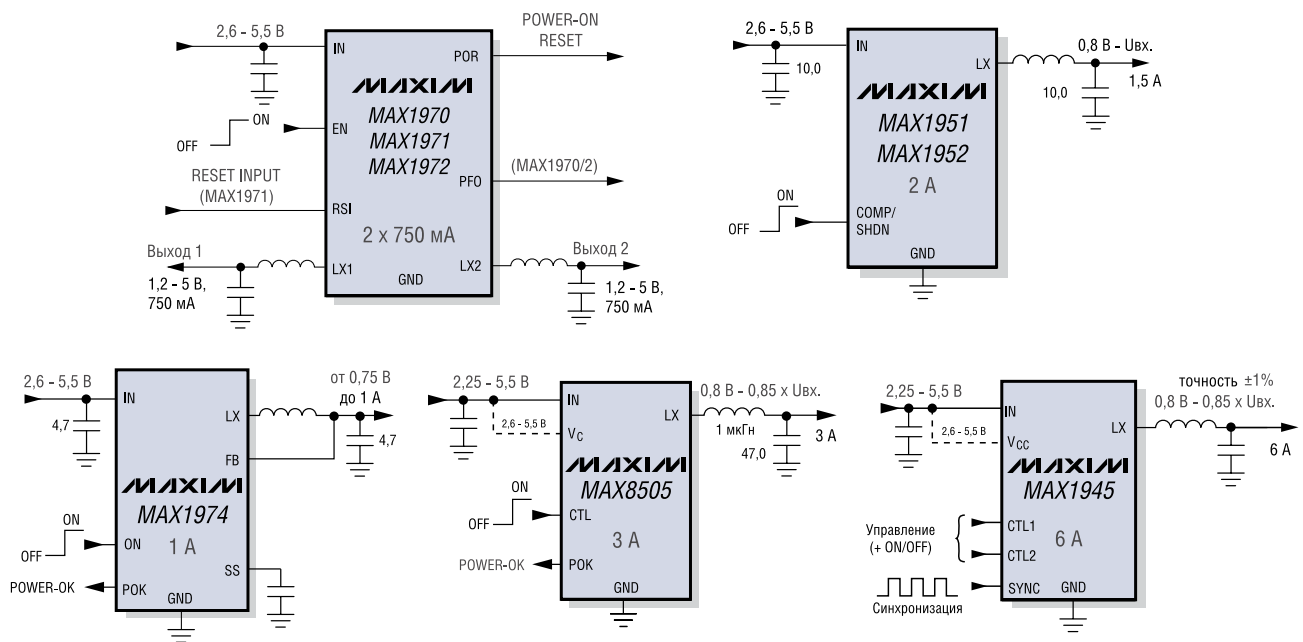 2,6 – 5,5 В
IN
POR
POWER-ON
RESET
MAXIM
MAX1970
MAX1971
MAX1972
ON
OFF
EN
PFO
(MAX1970/2)
RESET INPUT
(MAX1971)
RSI
2 x 750 мА
Выход 1
LX1
1,2 – 5 В,
750 мА
GND
LX2
Выход 2
1,2 – 5 В,
750 мА
2,6 – 5,5 В
10,0
IN
LX
0,8 В – Uвх.
1,5 А
10,0
MAXIM
MAX1951
MAX1952
2 А
ON
OFF
COMP/
SHDN
GND
2,6 – 5,5 В
4,7
IN
LX
от 0,75 В
до 1 А
4,7
FB
MAXIM
MAX1974
1 А
ON
OFF
ON
SS
POWER-OK
POK
GND
2,25 – 5,5 В
2,6 – 5,5 В
IN
VC
LX
0,8 В – 0,85 x Uвх.
1 мкГн
3 А
47,0
MAXIM
MAX8505
3 А
ON
OFF
CTL
POWER-OK
POK
GND
2,25 – 5,5 В
2,6 – 5,5 В
IN
VCC
LX
точность ±1%
0,8 В – 0,85 x Uвх.
6 А
MAXIM
MAX1945
6 А
Управление
(+ ON/OFF)
CTL1
CTL2
SYNC
Синхронизация
GND